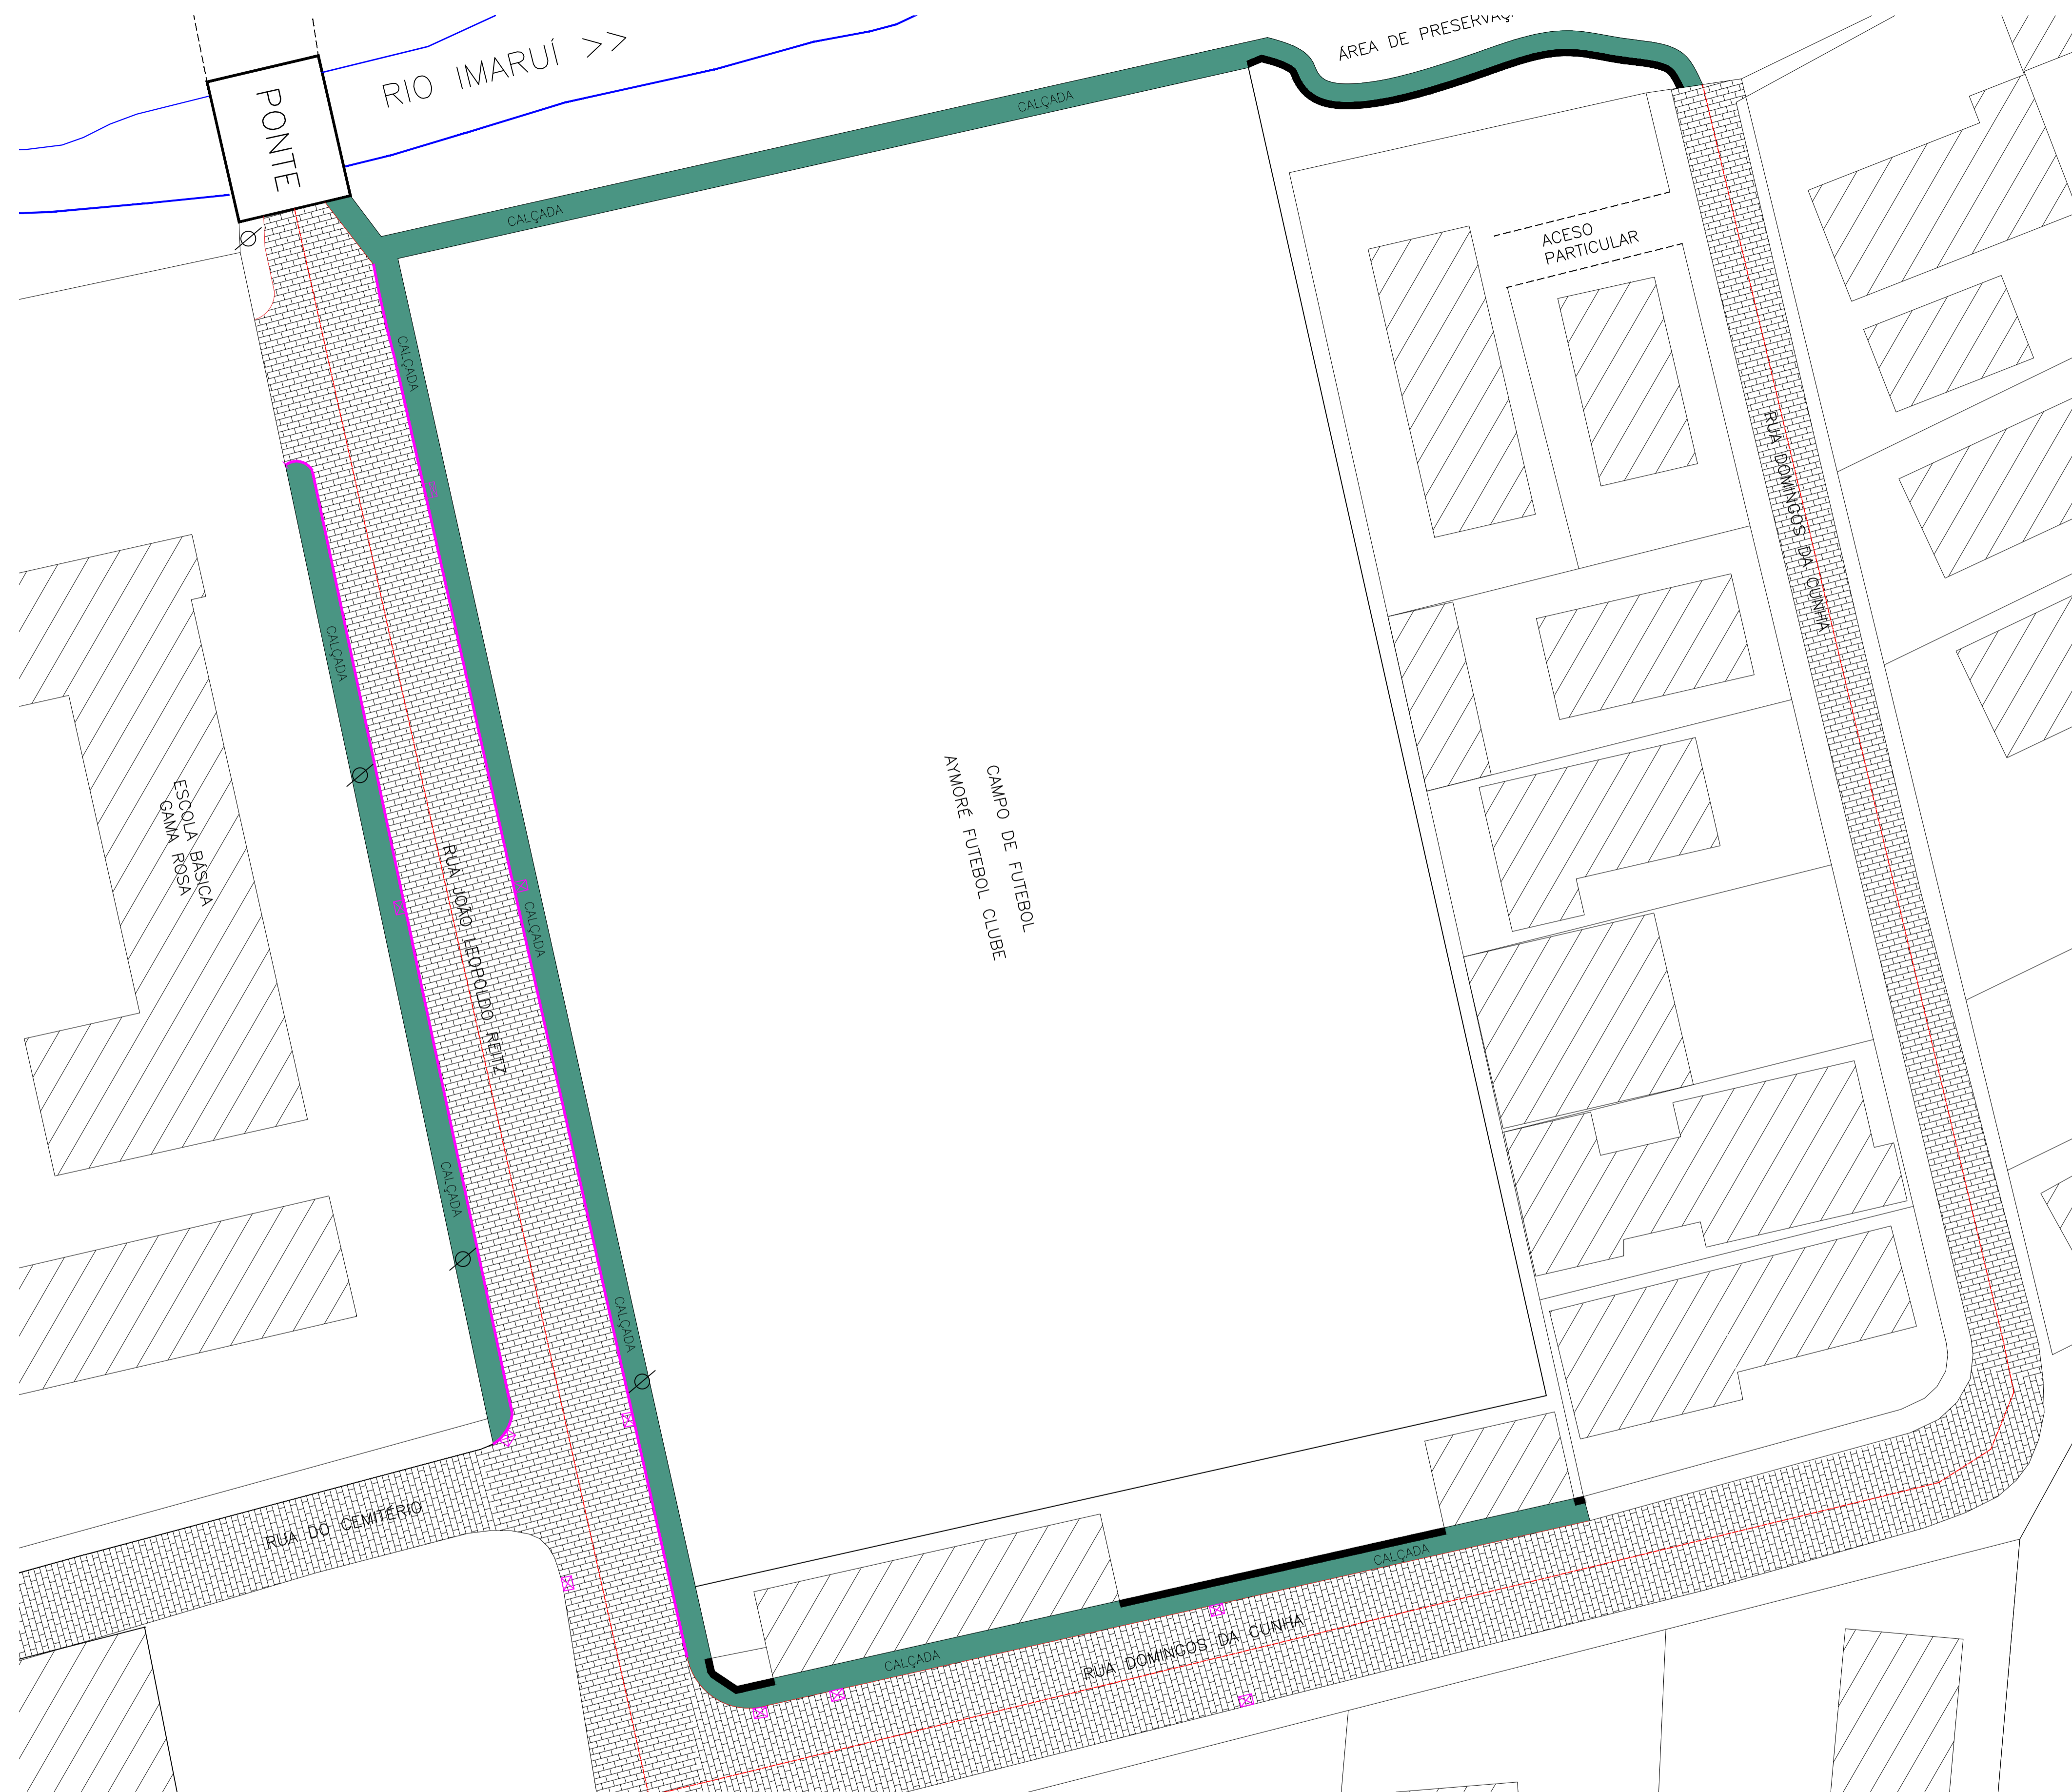 ÁREA DE PRESERVAÇ
RIO IMARUÍ >>
PONTE
CALÇADA
CALÇADA
ACESO
PARTICULAR
CALÇADA
RUA DOMINGOS DA CUNHA
CALÇADA
ESCOLA BÁSICA
GAMA ROSA
RUA JOÃO LEOPOLDO REITZ
CALÇADA
CAMPO DE FUTEBOL
AYMORÉ FUTEBOL CLUBE
CALÇADA
CALÇADA
RUA DO CEMITÉRIO
CALÇADA
CALÇADA
RUA DOMINGOS DA CUNHA